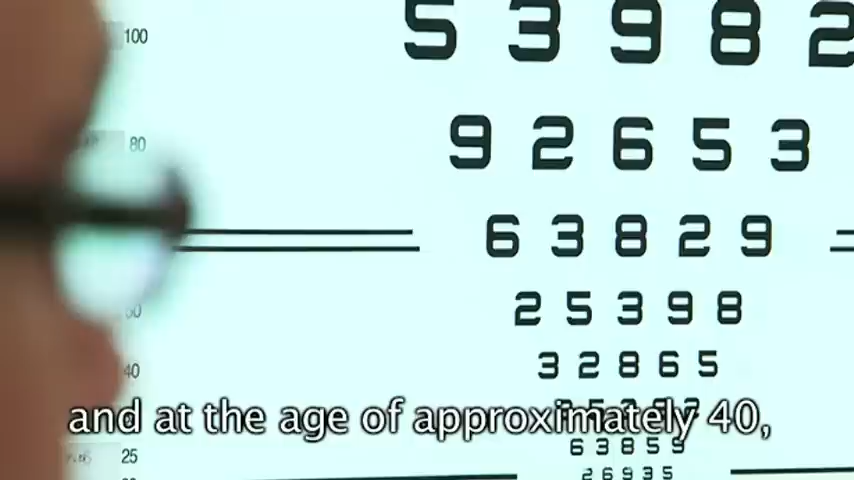 100 5 3 9 8 2
80 9 2 6 5 3
6 3 8 2 9
2 5 3 9 8
40 3 2 8 6 5
and at the age of approximately 40,
25 6 3 8 5 9
2 6 9 3 5